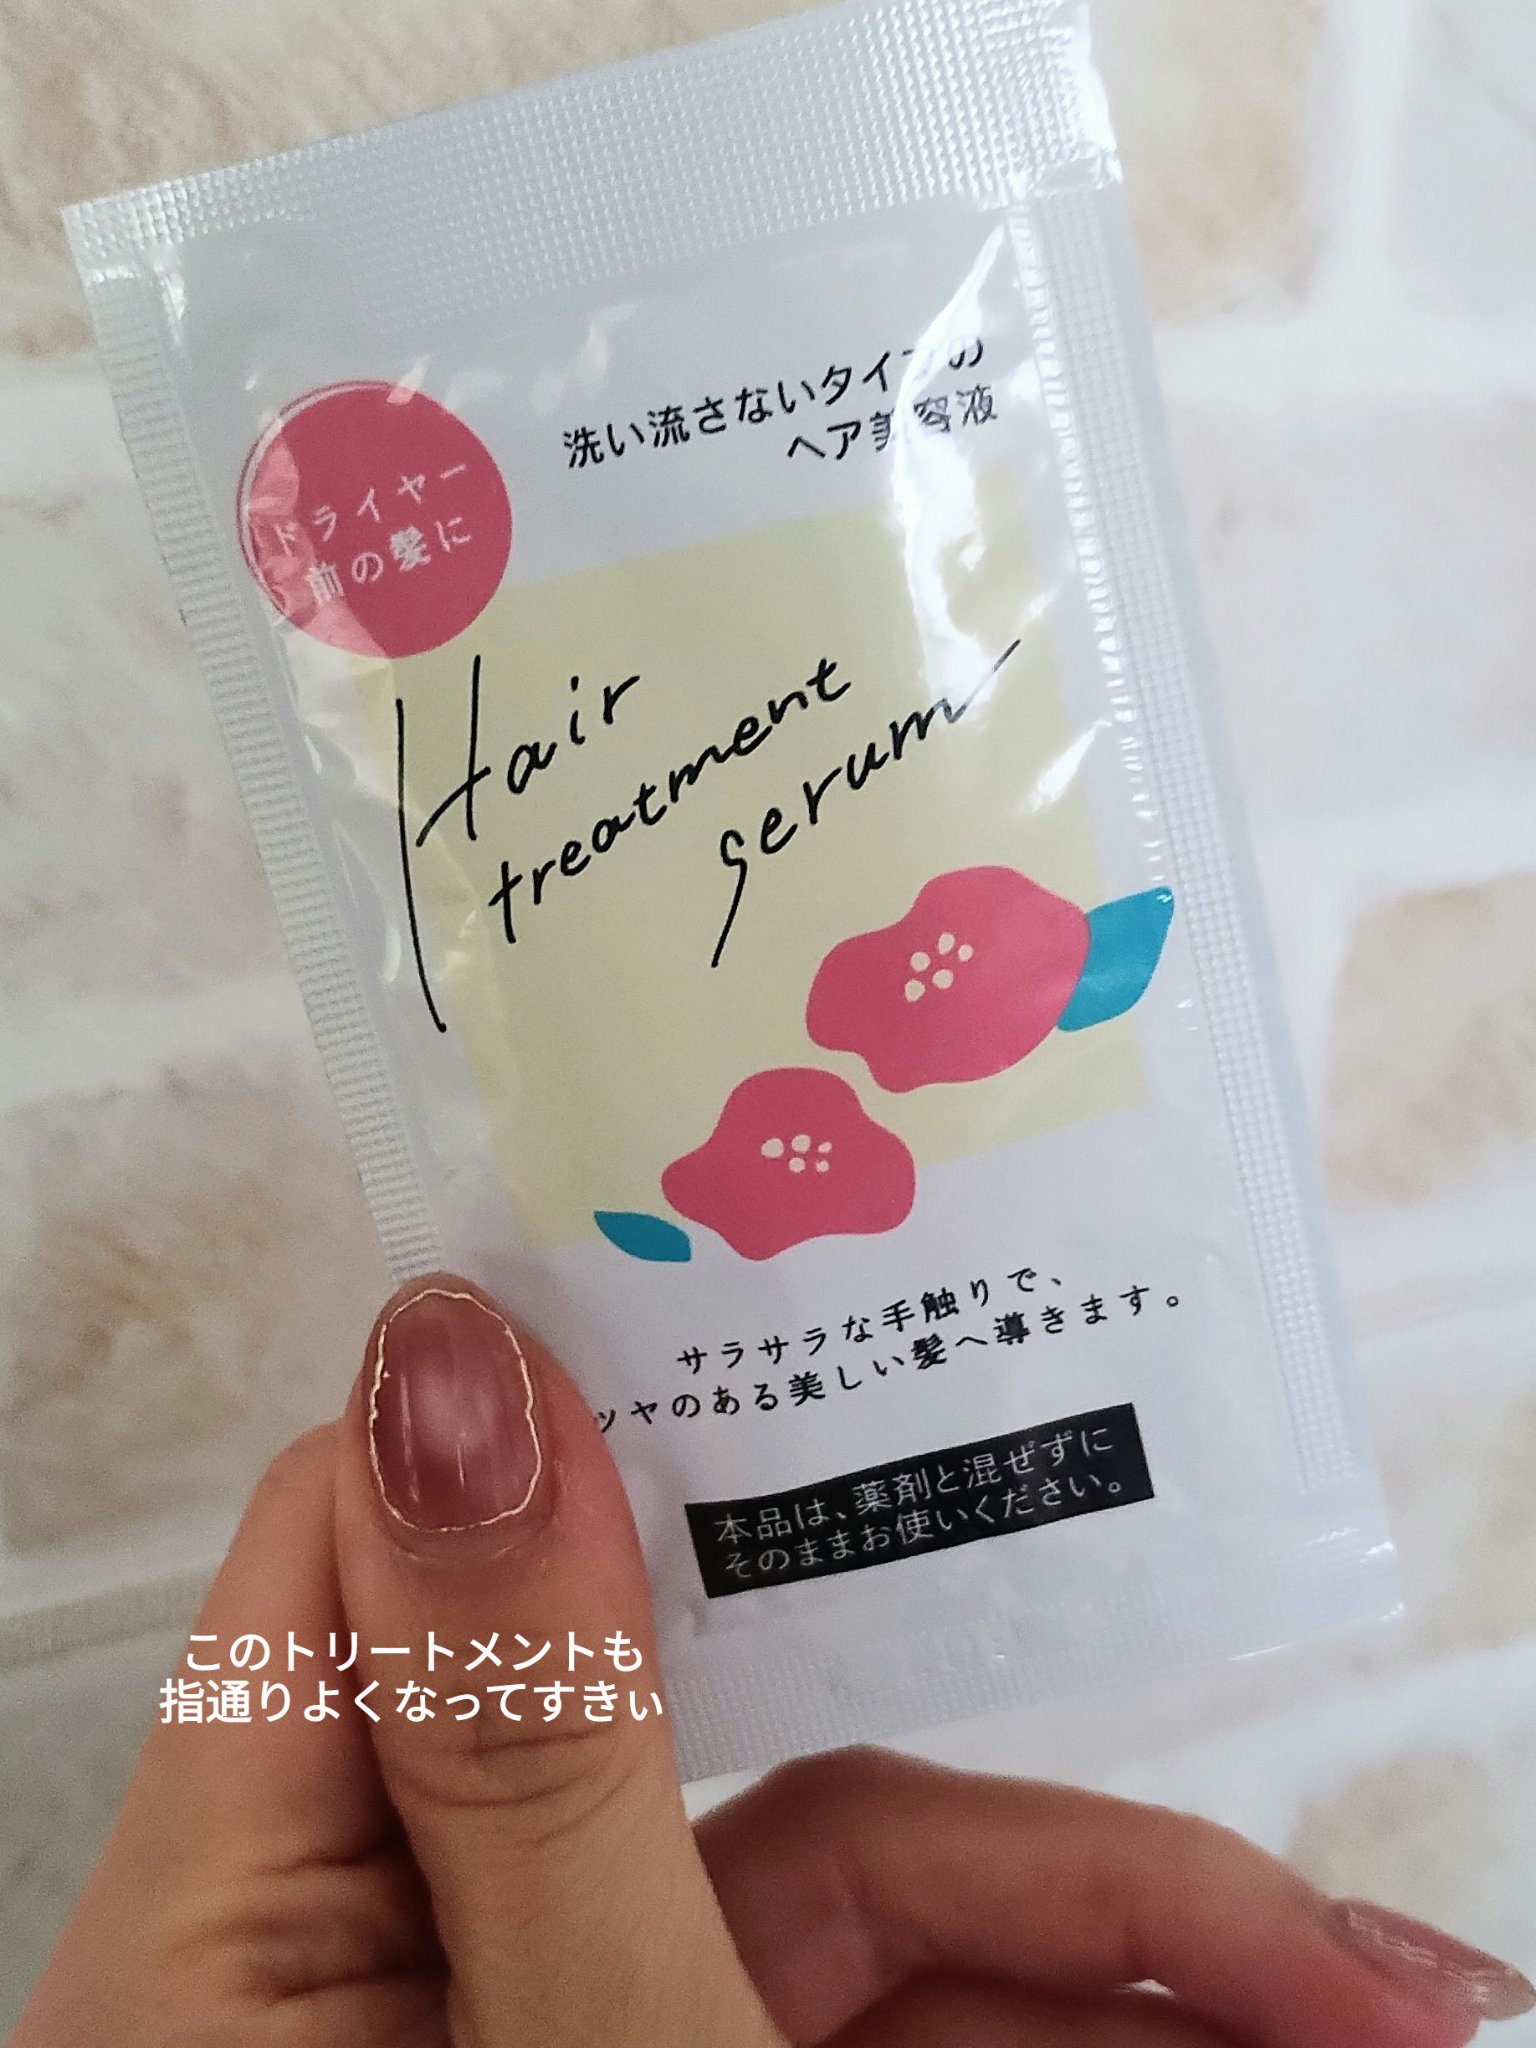 洗い流さないタイプの
ヘア美容液
ドライヤー
前の髪に
Hair
treatment
serum
サラサラな手触りで、
ツヤのある美しい髪へ導きます。
本品は、薬剤と混ぜずに
そのままお使いください。
このトリートメントも
指通りよくなってすきぃ